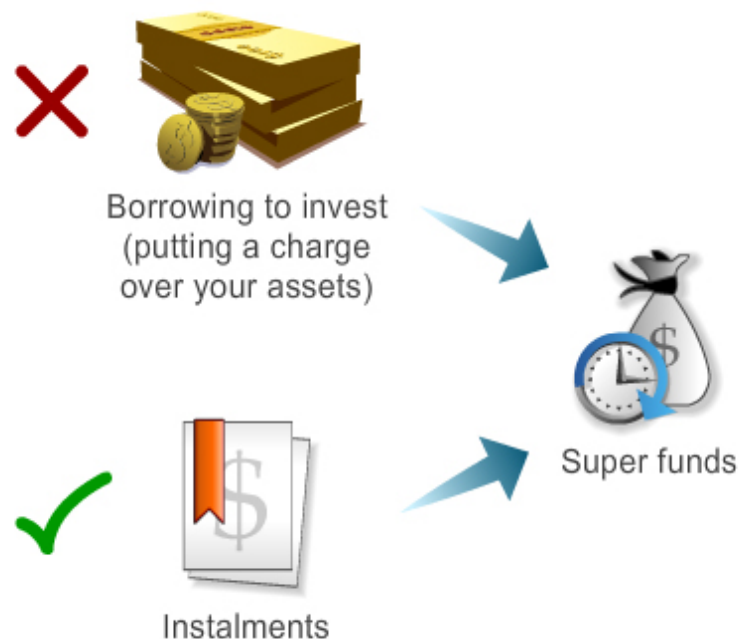 Borrowing to invest
(putting a charge
over your assets)
$
Super funds
$
Instalments